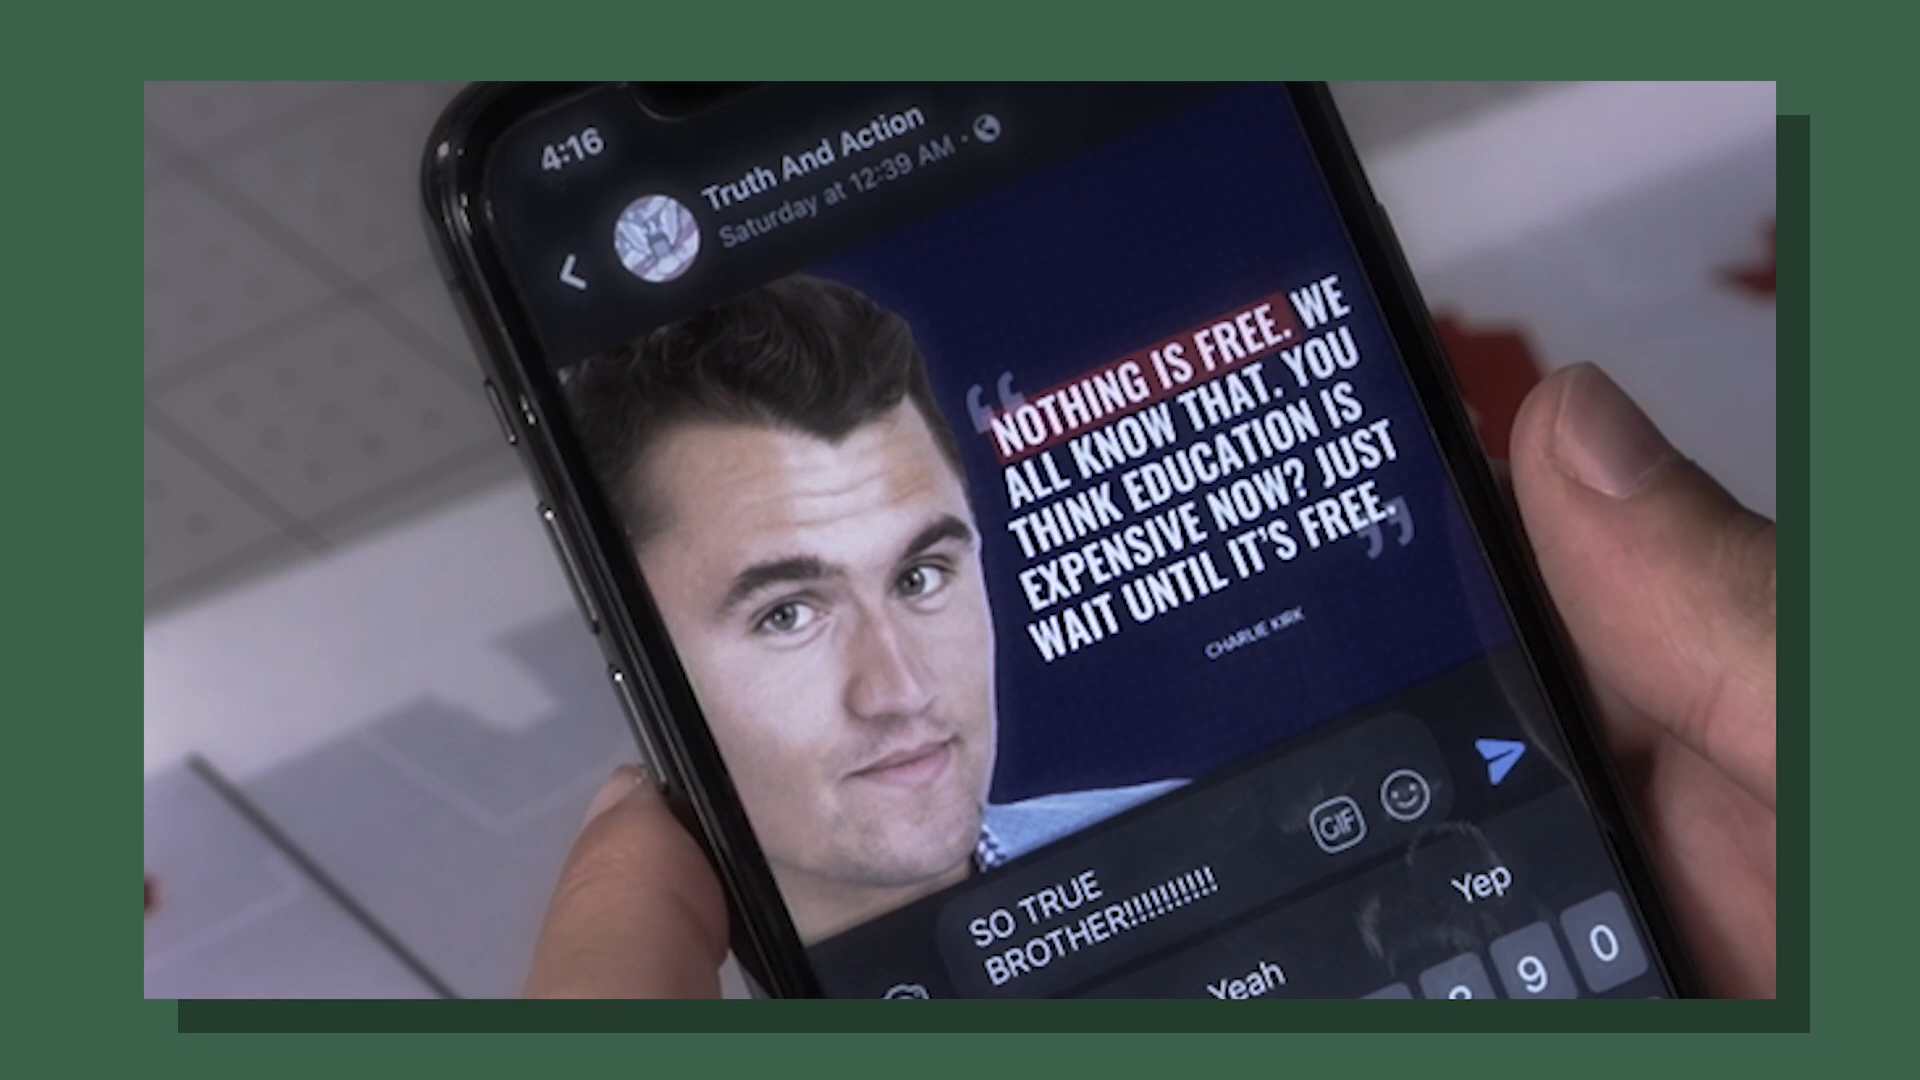 4:16
Truth And Action
Saturday at 12:39 AM ·
“NOTHING IS FREE. WE
ALL KNOW THAT. YOU
THINK EDUCATION IS
EXPENSIVE NOW? JUST
WAIT UNTIL IT'S FREE.”
CHARLIE KIRK
GIF
SO TRUE
BROTHER!!!!!!!!!!
Yeah
Yep
9
0